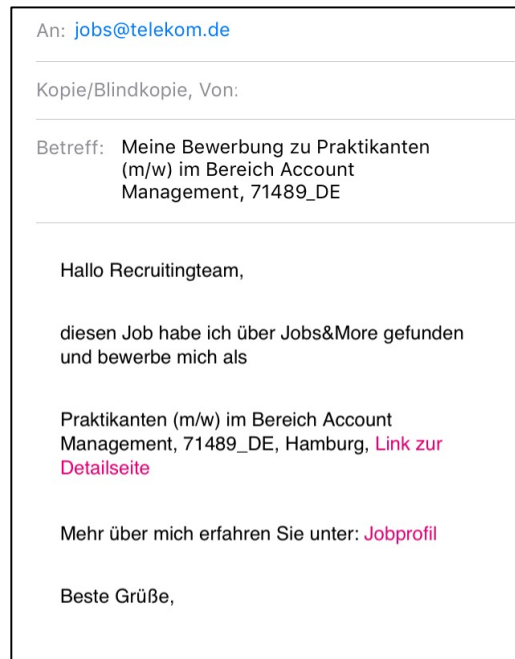 An: jobs@telekom.de
Kopie/Blindkopie, Von:
Betreff: Meine Bewerbung zu Praktikanten
(m/w) im Bereich Account
Management, 71489_DE
Hallo Recruitingteam,
diesen Job habe ich über Jobs&More gefunden
und bewerbe mich als
Praktikanten (m/w) im Bereich Account
Management, 71489_DE, Hamburg, Link zur
Detailseite
Mehr über mich erfahren Sie unter: Jobprofil
Beste Grüße,